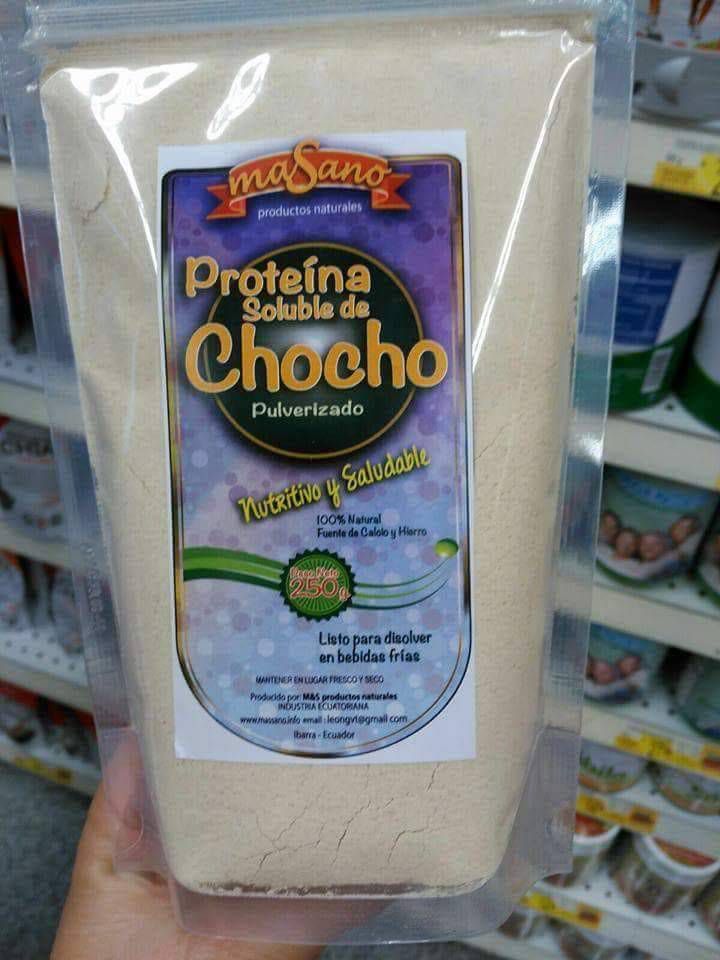 maSano
productos naturales
Proteína
Soluble de
Chocho
Pulverizado
Nutritivo y Saludable
100% Natural
Fuente de Calcio y Hierro
Peso Neto
250g
Listo para disolver
en bebidas frías
MANTENER EN LUGAR FRESCO Y SECO
Producido por: M&S productos naturales
INDUSTRIA ECUATORIANA
www.massano.info email : leongvt@gmail.com
Ibarra - Ecuador